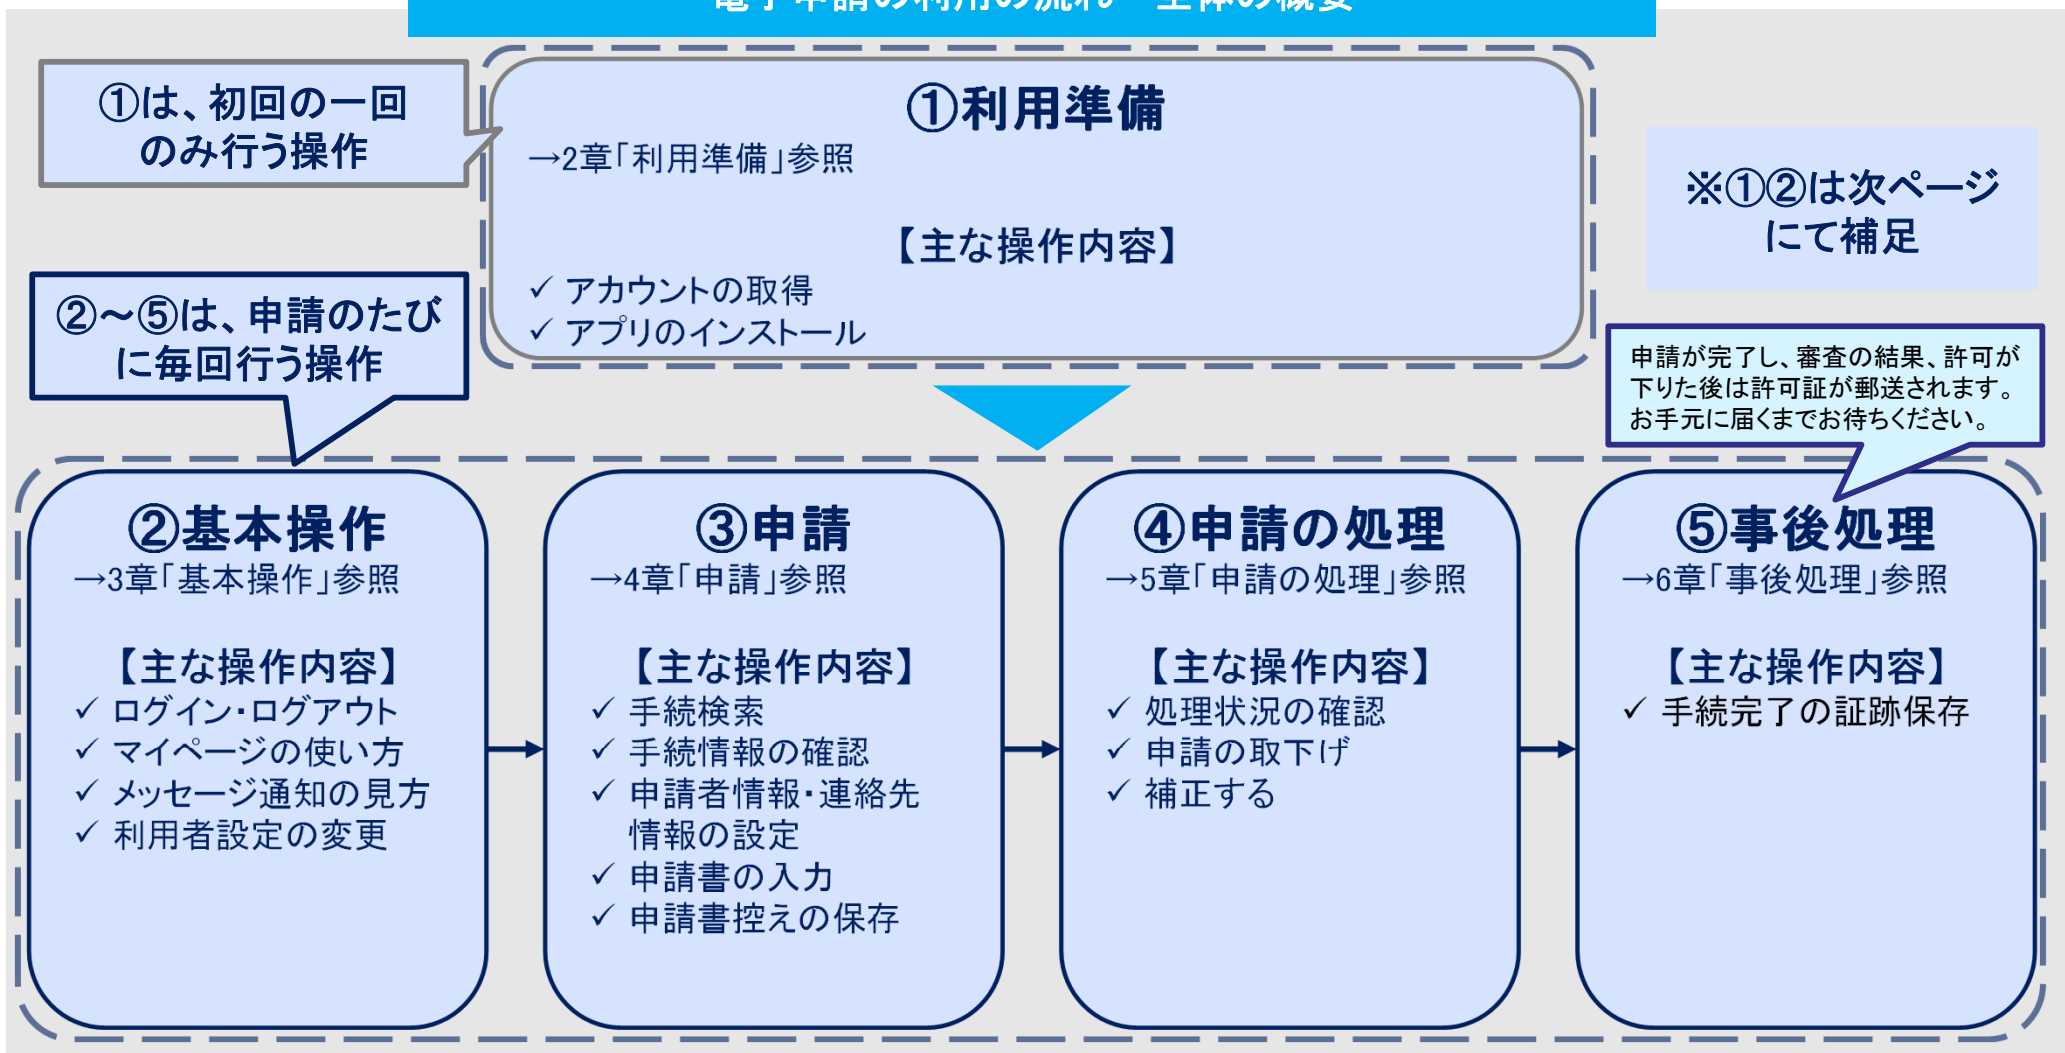 電子申請の利用の流れ 全体の概要
①は、初回の一回
のみ行う操作
①利用準備
→2章｢利用準備｣参照
【主な操作内容】
✓ アカウントの取得
✓ アプリのインストール
※①②は次ページ
にて補足
②～⑤は、申請のたび
に毎回行う操作
申請が完了し、審査の結果、許可が
下りた後は許可証が郵送されます。
お手元に届くまでお待ちください。
②基本操作
→3章｢基本操作｣参照
【主な操作内容】
✓ ログイン・ログアウト
✓ マイページの使い方
✓ メッセージ通知の見方
✓ 利用者設定の変更
③申請
→4章｢申請｣参照
【主な操作内容】
✓ 手続検索
✓ 手続情報の確認
✓ 申請者情報・連絡先
情報の設定
✓ 申請書の入力
✓ 申請書控えの保存
④申請の処理
→5章｢申請の処理｣参照
【主な操作内容】
✓ 処理状況の確認
✓ 申請の取下げ
✓ 補正する
⑤事後処理
→6章｢事後処理｣参照
【主な操作内容】
✓ 手続完了の証跡保存